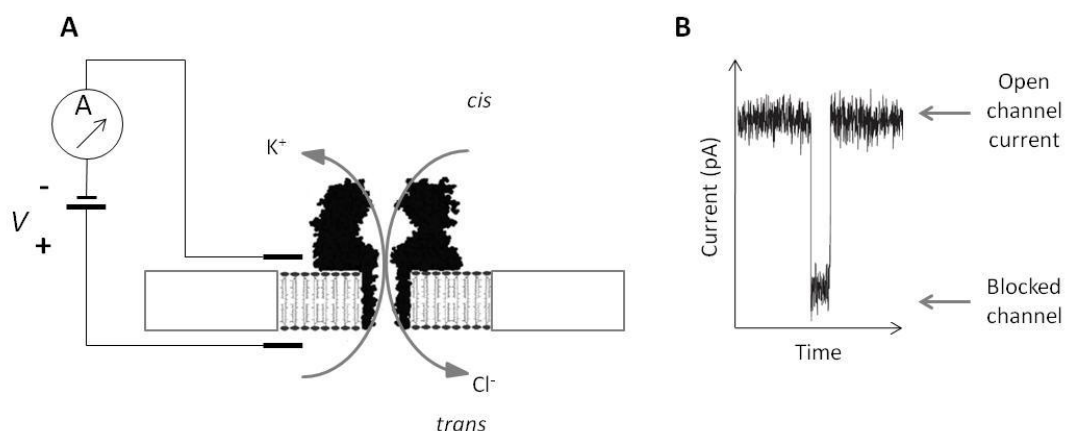 A
A
cis
K⁺
-
V
+
Cl⁻
trans
B
Current (pA)
Time
Open
channel
current
Blocked
channel